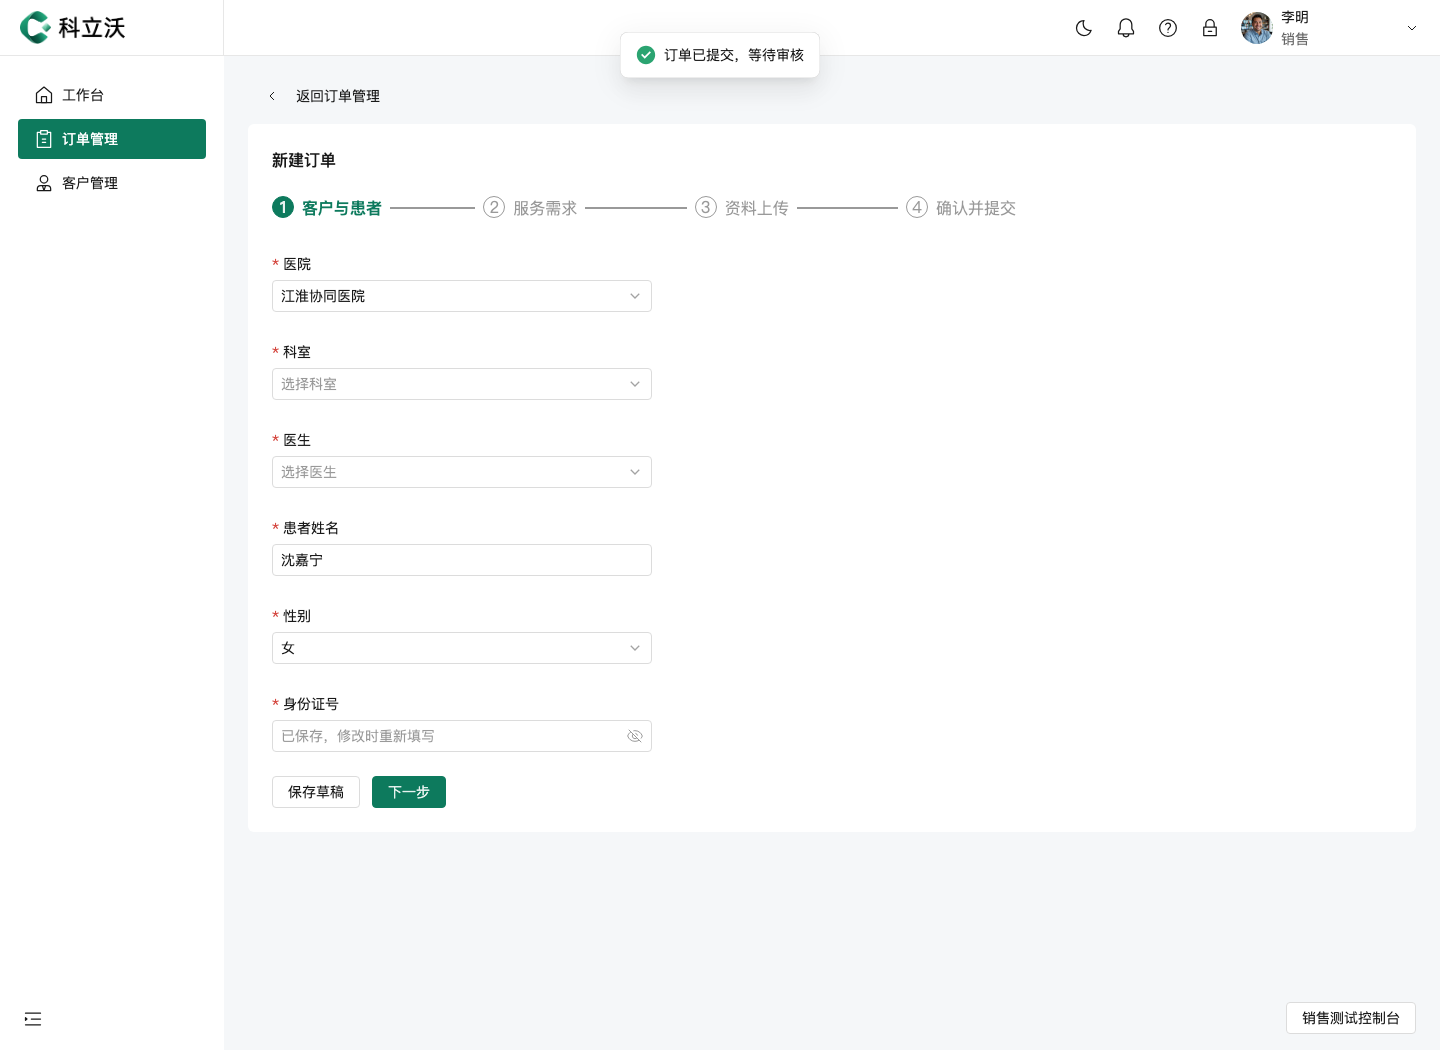 科立沃
李明
销售
订单已提交，等待审核
工作台
订单管理
客户管理
返回订单管理
新建订单
1 客户与患者 2 服务需求 3 资料上传 4 确认并提交
* 医院
江淮协同医院
* 科室
选择科室
* 医生
选择医生
* 患者姓名
沈嘉宁
* 性别
女
* 身份证号
已保存，修改时重新填写
保存草稿 下一步
销售测试控制台